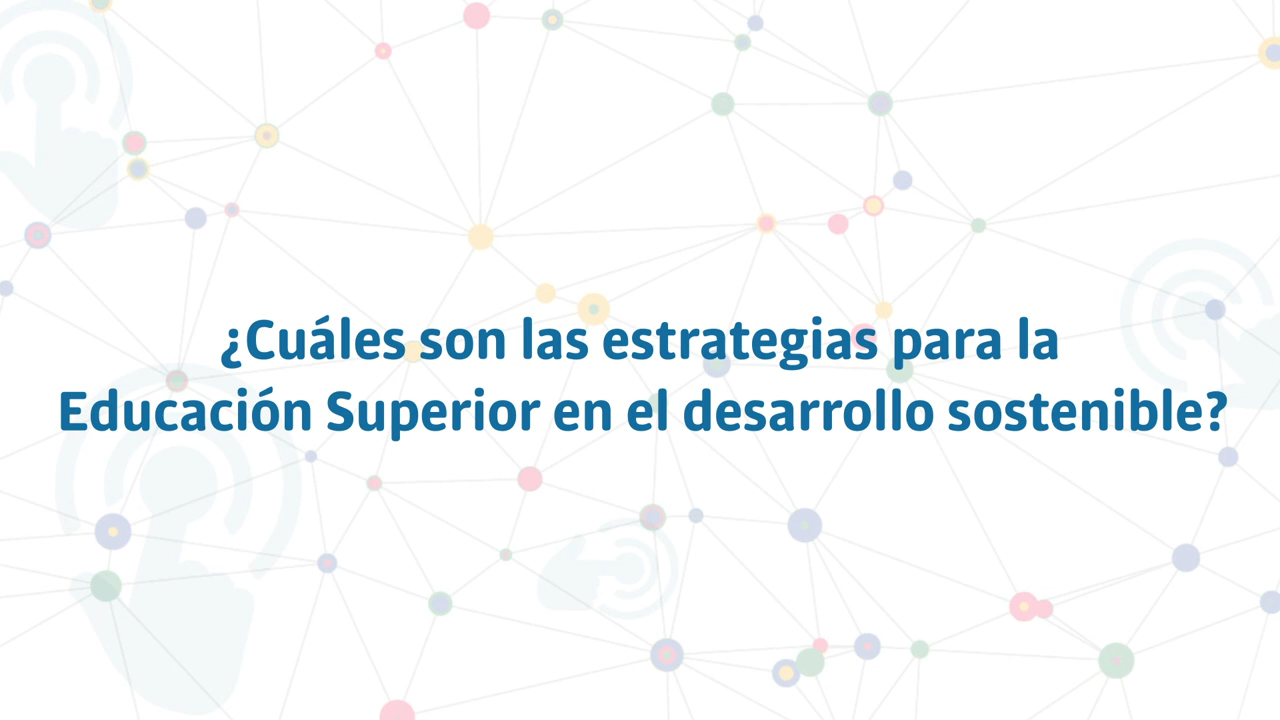 ¿Cuáles son las estrategias para la
Educación Superior en el desarrollo sostenible?